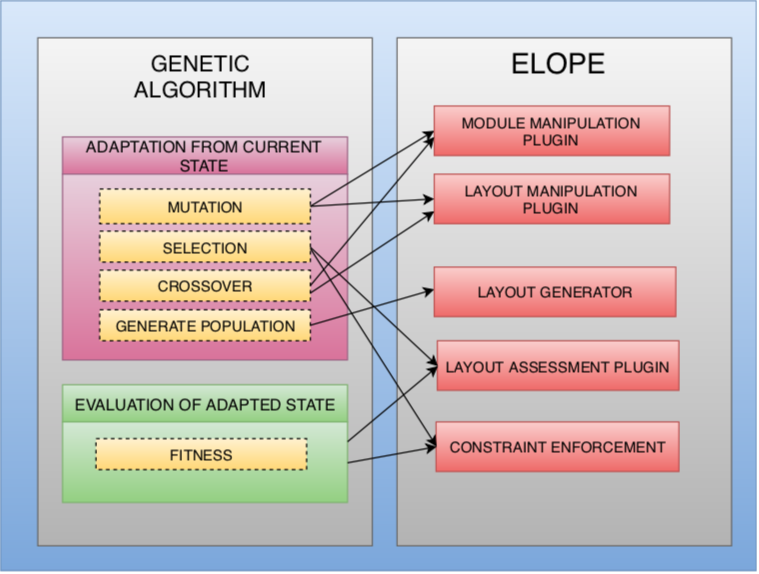 GENETIC
ALGORITHM
ADAPTATION FROM CURRENT
STATE
MUTATION
SELECTION
CROSSOVER
GENERATE POPULATION
EVALUATION OF ADAPTED STATE
FITNESS
ELOPE
MODULE MANIPULATION
PLUGIN
LAYOUT MANIPULATION
PLUGIN
LAYOUT GENERATOR
LAYOUT ASSESSMENT PLUGIN
CONSTRAINT ENFORCEMENT